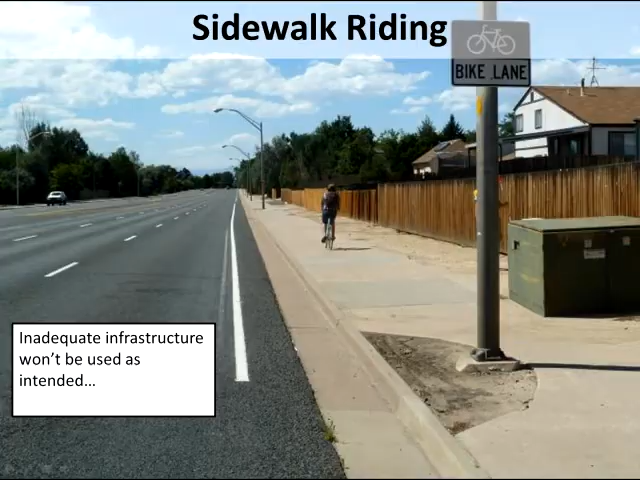 Sidewalk Riding
BIKE LANE
Inadequate infrastructure
won't be used as
intended...